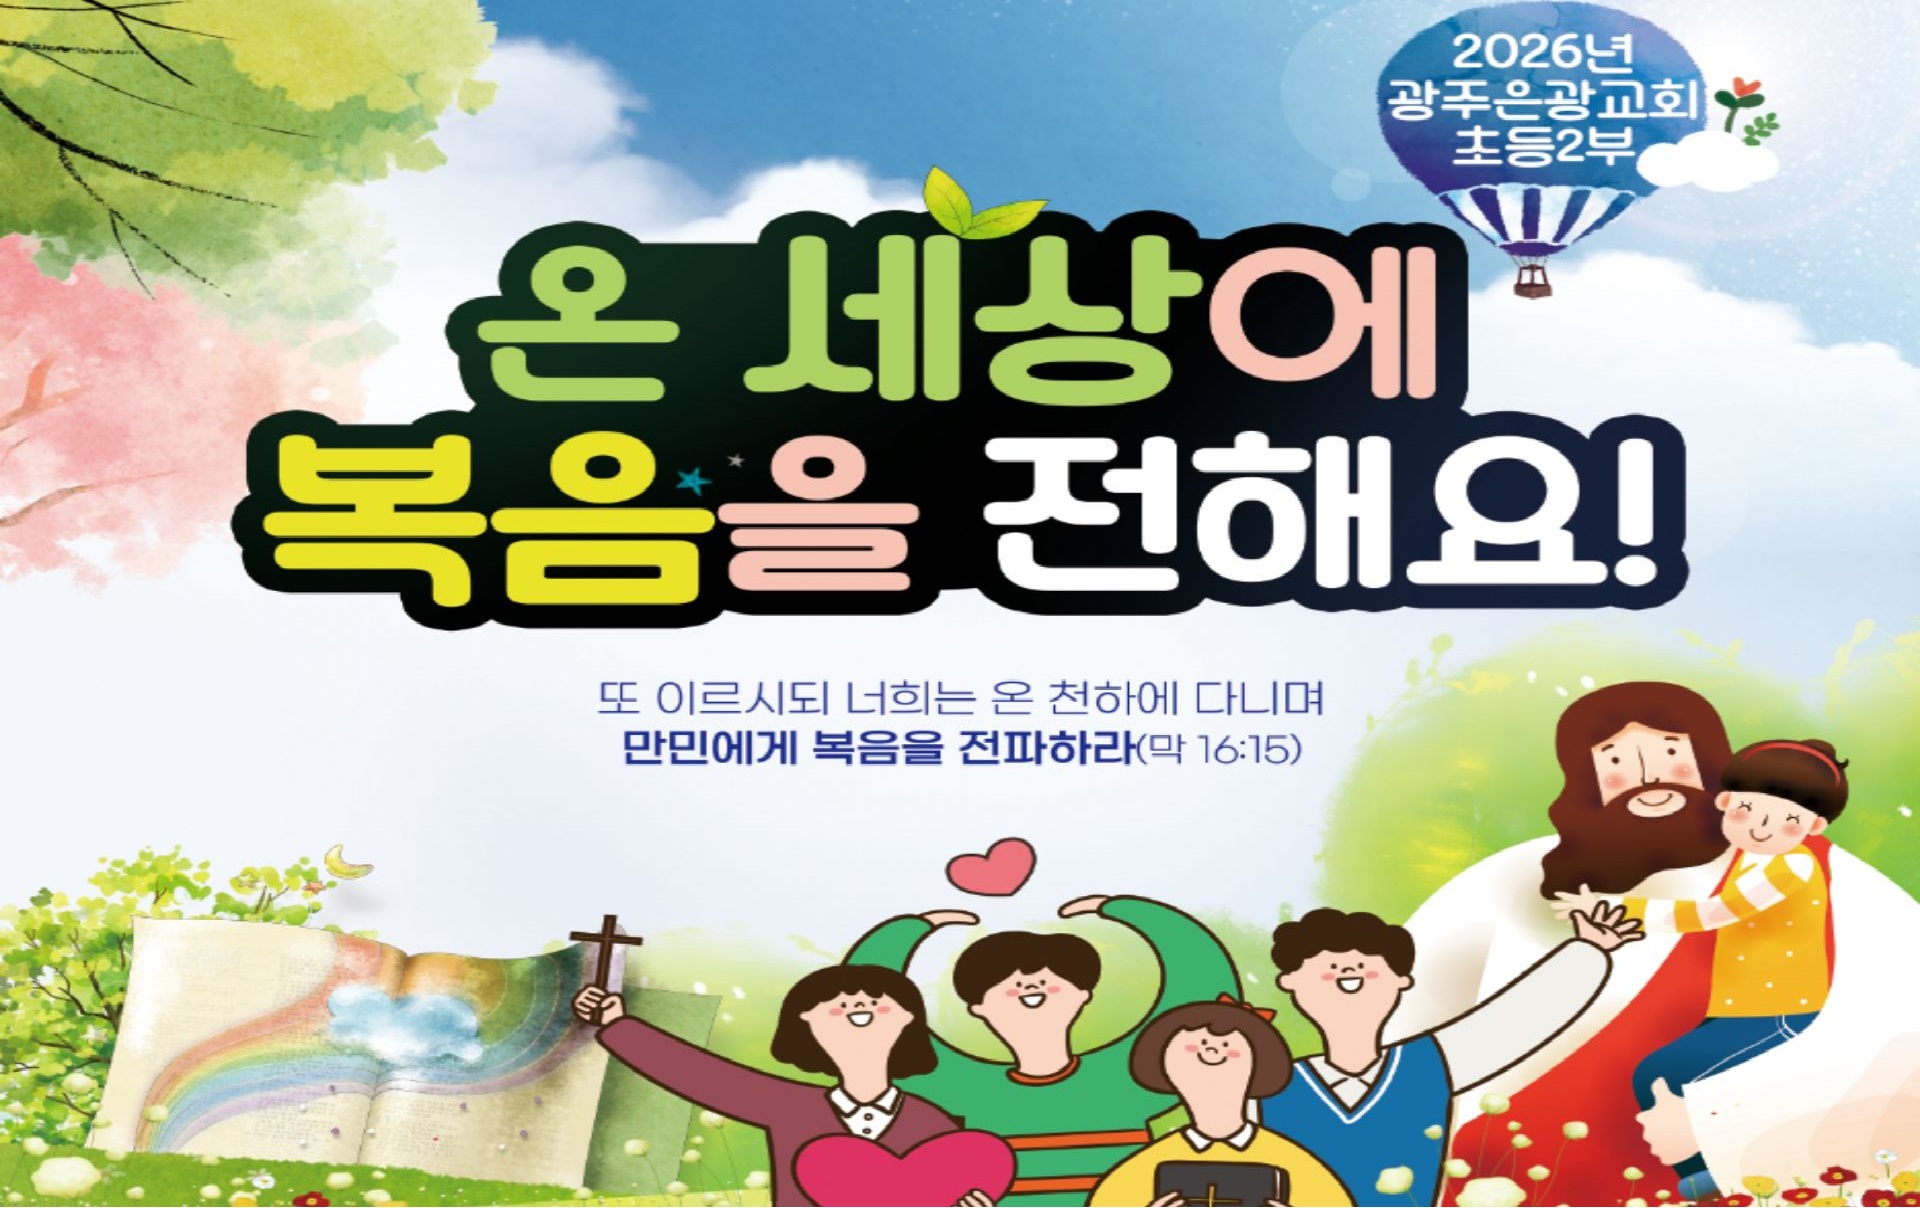 2026년
광주은광교회
초등2부
온 세상에
복음을 전해요!
또 이르시되 너희는 온 천하에 다니며
만민에게 복음을 전파하라(막 16:15)